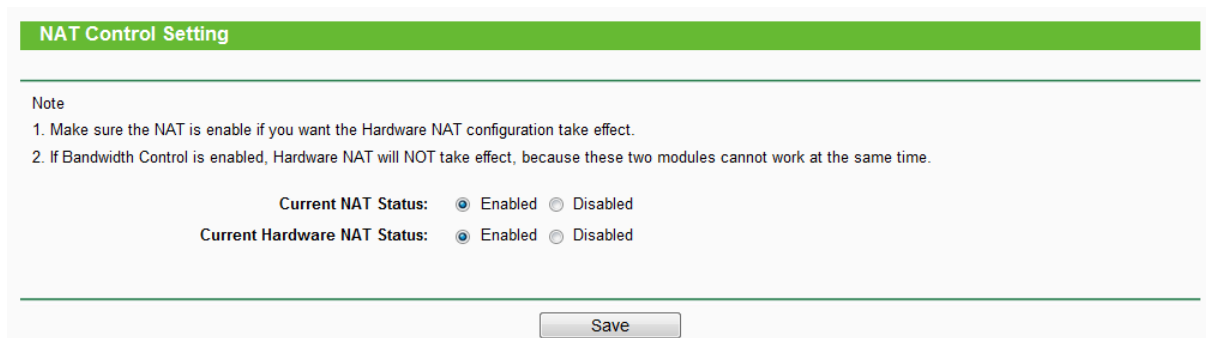 NAT Control Setting
Note
1. Make sure the NAT is enable if you want the Hardware NAT configuration take effect.
2. If Bandwidth Control is enabled, Hardware NAT will NOT take effect, because these two modules cannot work at the same time.
Current NAT Status: Enabled Disabled
Current Hardware NAT Status: Enabled Disabled
Save